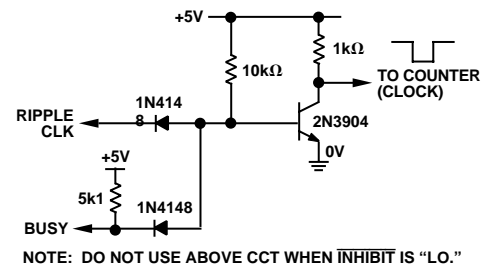 +5V
10kΩ
1kΩ
TO COUNTER
(CLOCK)
1N414
8
RIPPLE
CLK
2N3904
0V
+5V
5k1
1N4148
BUSY
NOTE: DO NOT USE ABOVE CCT WHEN INHIBIT IS “LO.”